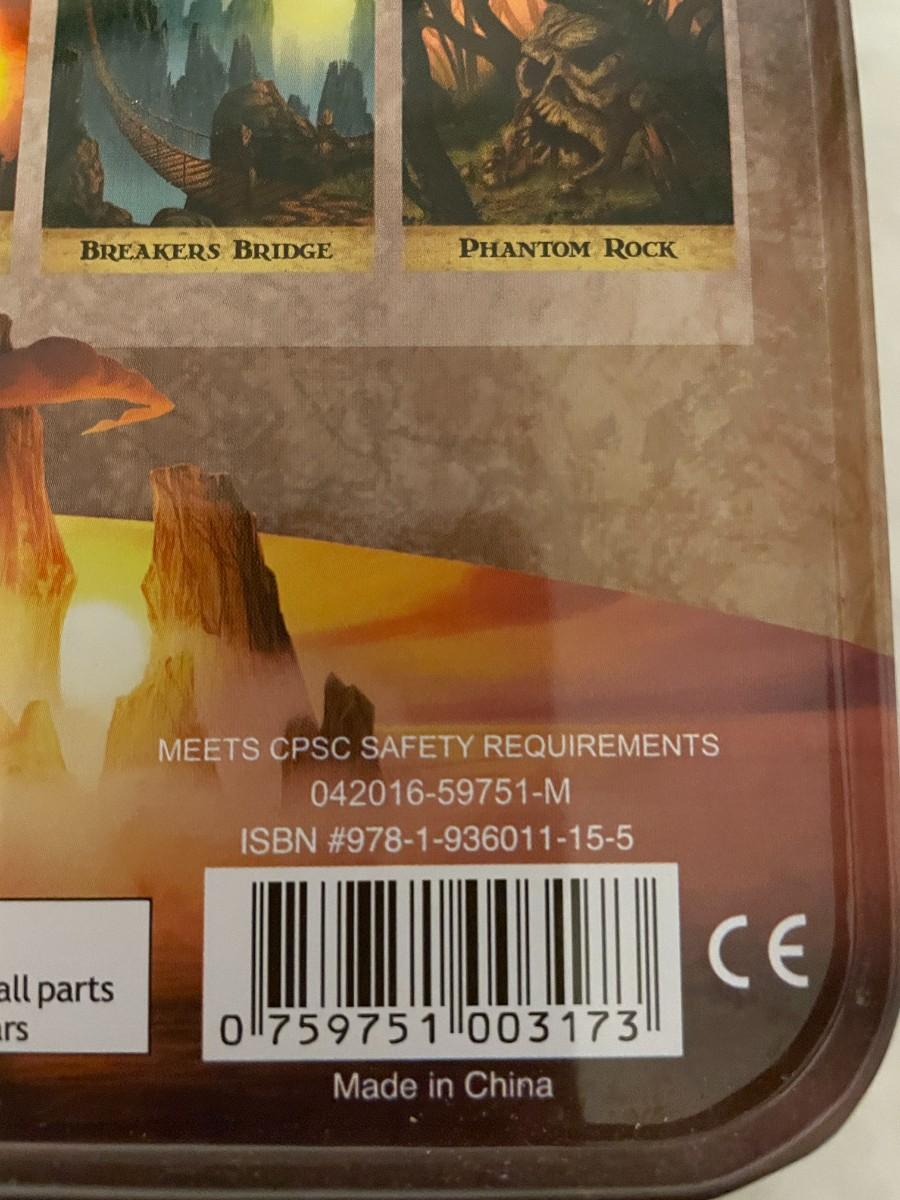 BREAKERS BRIDGE
PHANTOM ROCK
MEETS CPSC SAFETY REQUIREMENTS
042016-59751-M
ISBN #978-1-936011-15-5
all parts
rs
0 759751 003173
CE
Made in China